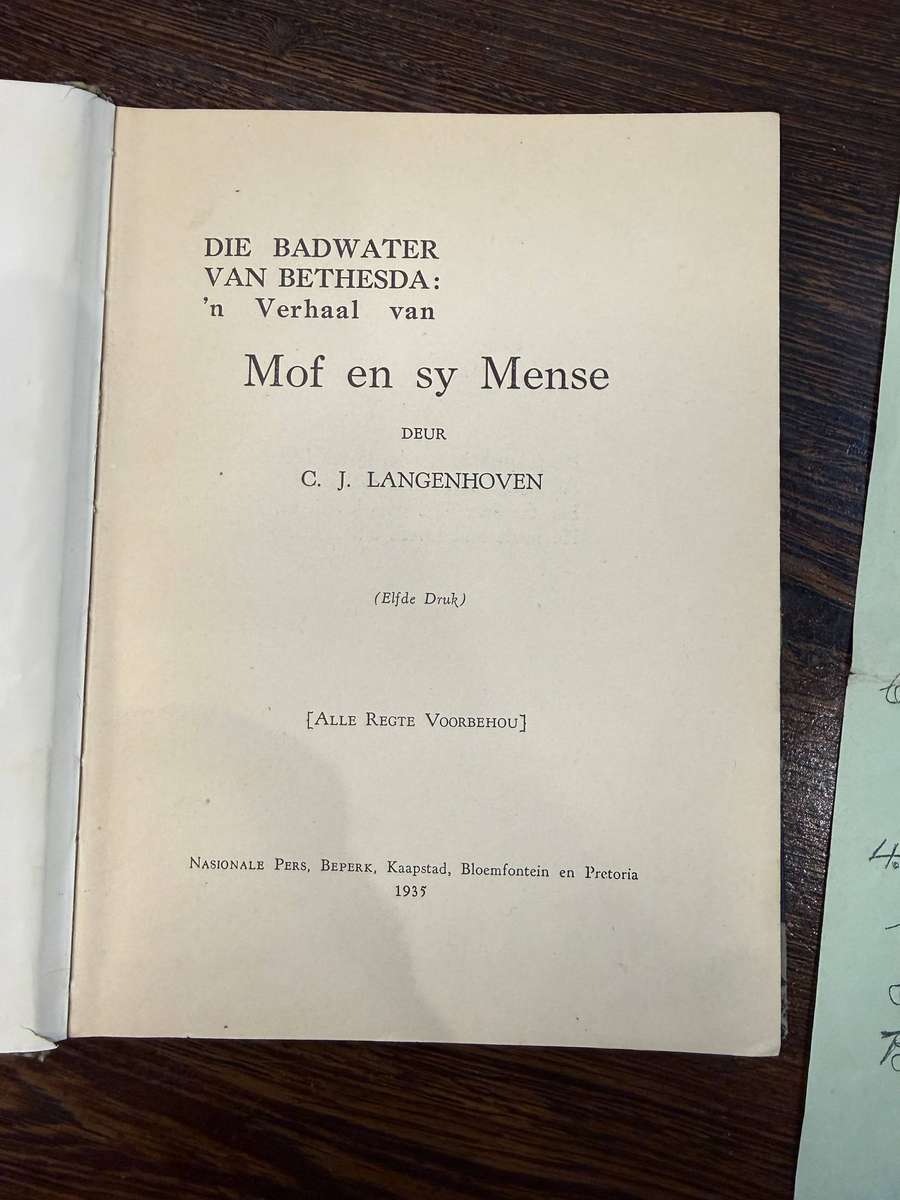 DIE BADWATER
VAN BETHESDA:
'n Verhaal van
Mof en sy Mense
DEUR
C. J. LANGENHOVEN
(Elfde Druk)
[ALLE REGTE VOORBEHOU]
NASIONALE PERS, BEPERK, Kaapstad, Bloemfontein en Pretoria
1935
4.